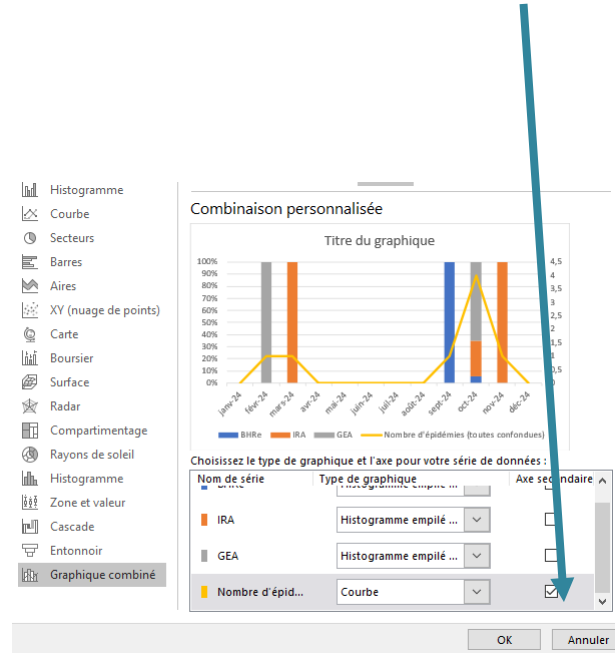 Histogramme
Courbe
Secteurs
Barres
Aires
XY (nuage de points)
Carte
Boursier
Surface
Radar
Compartimentage
Rayons de soleil
Histogramme
Zone et valeur
Cascade
Entonnoir
Graphique combiné
Combinaison personnalisée
Titre du graphique
100%
90%
80%
70%
60%
50%
40%
30%
20%
10%
0%
4,5
4
3,5
3
2,5
2
1,5
1
0,5
0
janv-24 févr-24 mars-24 avr-24 mai-24 juin-24 juil-24 août-24 sept-24 oct-24 nov-24 déc-24
BHRe IRA GEA Nombre d'épidémies (toutes confondues)
Choisissez le type de graphique et l'axe pour votre série de données :
Nom de série Type de graphique Axe secondaire
BHRe Histogramme empilé ...
IRA Histogramme empilé ...
GEA Histogramme empilé ...
Nombre d'épid... Courbe
OK Annuler